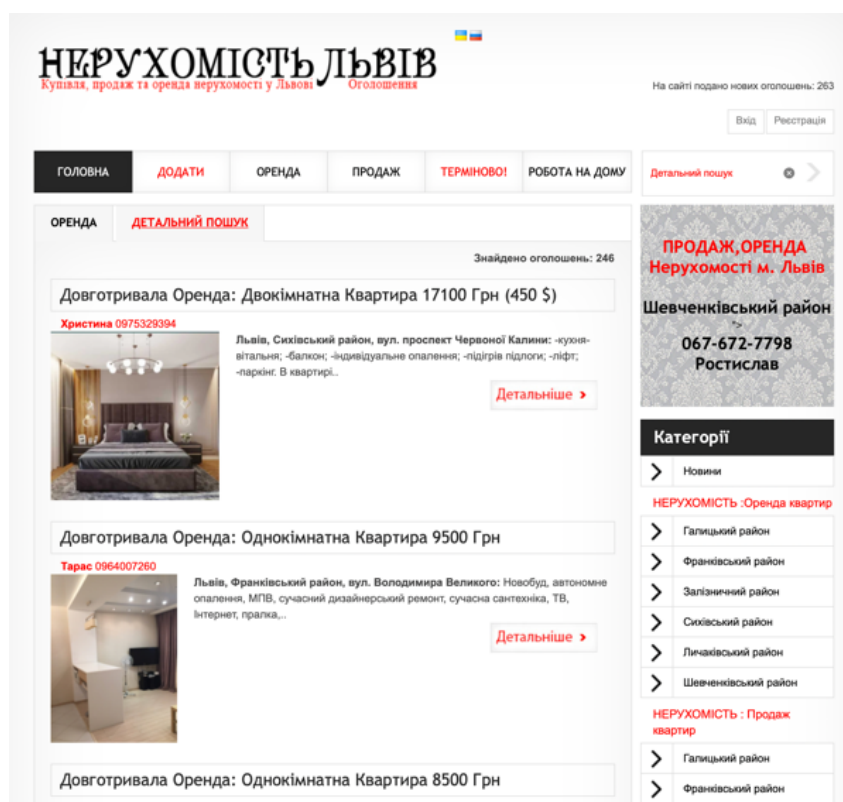 НЕРУХОМІСТЬ ЛЬВІВ
Купівля, продаж та оренда нерухомості у Львові Оголошення
На сайті подано нових оголошень: 263
Вхід
Реєстрація
ГОЛОВНА
ДОДАТИ
ОРЕНДА
ПРОДАЖ
ТЕРМІНОВО!
РОБОТА НА ДОМУ
Детальний пошук
ОРЕНДА
ДЕТАЛЬНИЙ ПОШУК
Знайдено оголошень: 246
Довготривала Оренда: Двокімнатна Квартира 17100 Грн (450 $)
Христина 0975329394
Львів, Сихівський район, вул. проспект Червоної Калини: -кухня-
вітальня; -балкон; -індивідуальне опалення; -підігрів підлоги; -ліфт;
-паркінг. В квартирі..
Детальніше
Довготривала Оренда: Однокімнатна Квартира 9500 Грн
Тарас 0964007260
Львів, Франківський район, вул. Володимира Великого: Новобуд, автономне
опалення, МПВ, сучасний дизайнерський ремонт, сучасна сантехніка, ТВ,
Інтернет, пралка,..
Детальніше
Довготривала Оренда: Однокімнатна Квартира 8500 Грн
ПРОДАЖ,ОРЕНДА
Нерухомості м. Львів
Шевченківський район
">
067-672-7798
Ростислав
Категорії
Новини
НЕРУХОМІСТЬ :Оренда квартир
Галицький район
Франківський район
Залізничний район
Сихівський район
Личаківський район
Шевченківський район
НЕРУХОМІСТЬ : Продаж
квартир
Галицький район
Франківський район